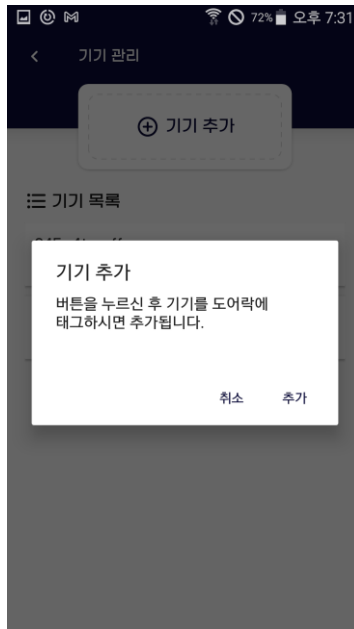 72% 오후 7:31
기기 관리
기기 추가
기기 목록
기기 추가
버튼을 누르신 후 기기를 도어락에
태그하시면 추가됩니다.
취소 추가